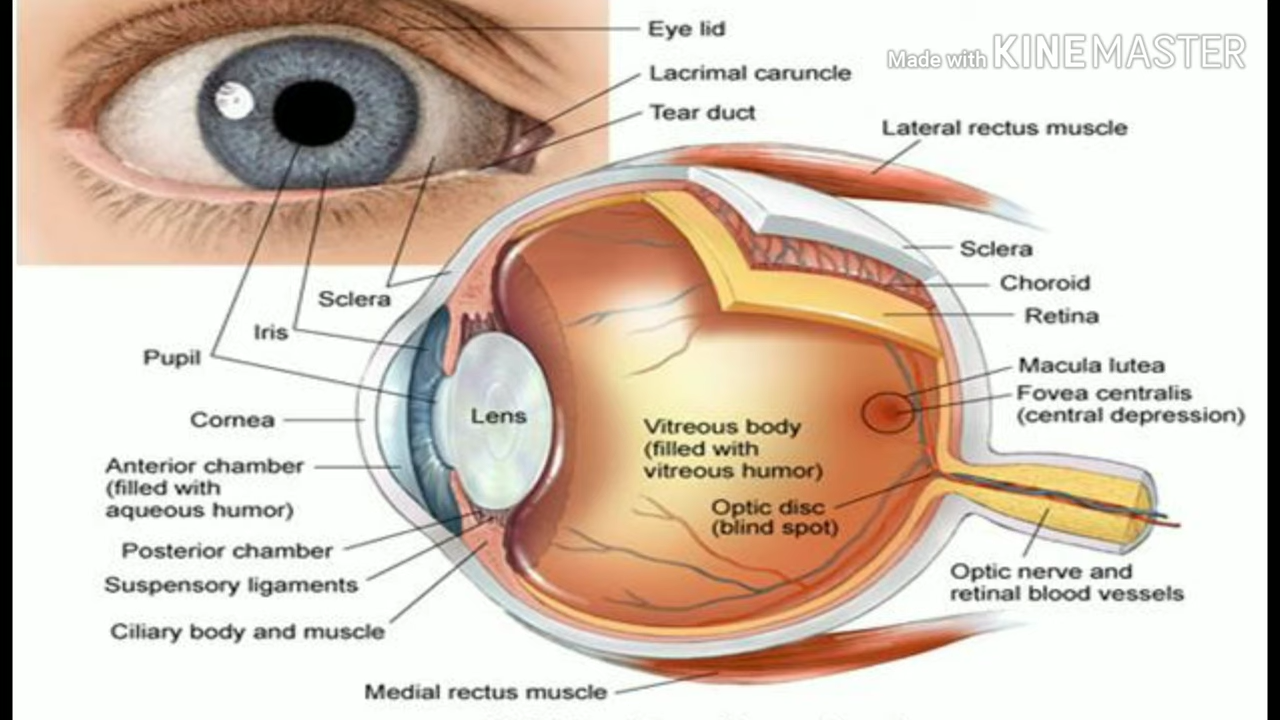 Eye lid
Made with KINEMASTER
Lacrimal caruncle
Tear duct
Lateral rectus muscle
Sclera
Choroid
Sclera
Retina
Iris
Pupil
Macula lutea
Fovea centralis
(central depression)
Cornea
Lens
Vitreous body
(filled with
vitreous humor)
Anterior chamber
(filled with
aqueous humor)
Optic disc
(blind spot)
Posterior chamber
Optic nerve and
retinal blood vessels
Suspensory ligaments
Ciliary body and muscle
Medial rectus muscle